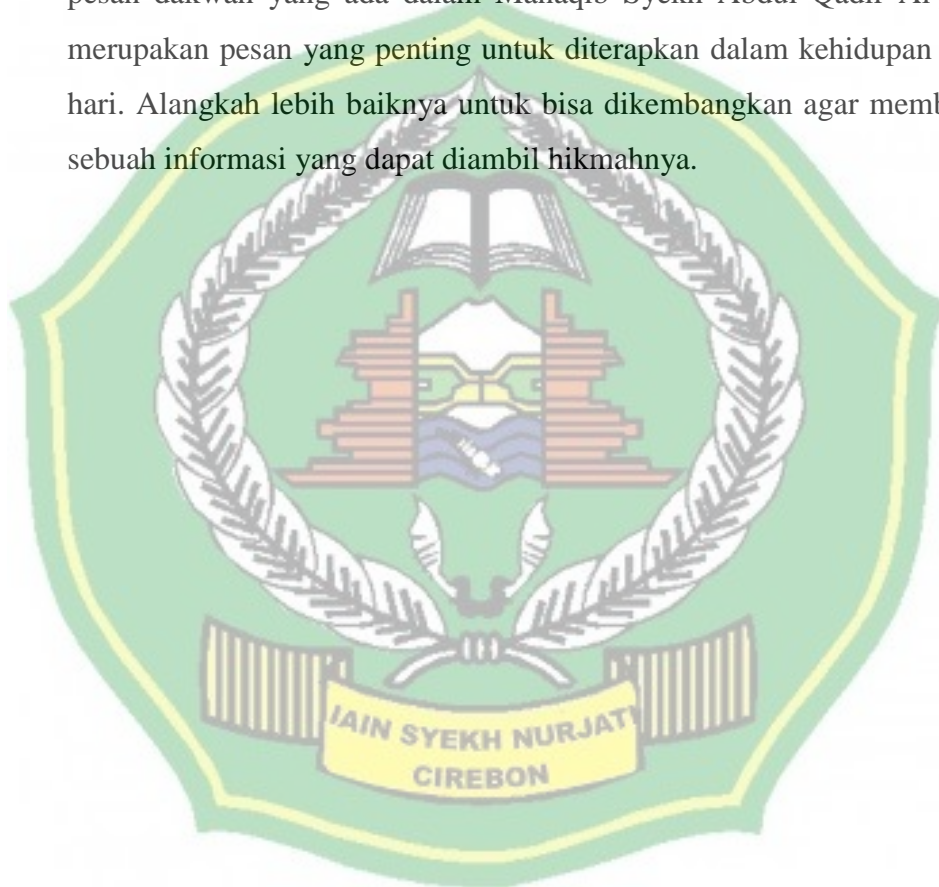 pesan dakwah yang ada dalam Manaqib Syekh Abdul Qadir Al
merupakan pesan yang penting untuk diterapkan dalam kehidupan
hari. Alangkah lebih baiknya untuk bisa dikembangkan agar memb
sebuah informasi yang dapat diambil hikmahnya.
IAIN SYEKH NURJATI
CIREBON